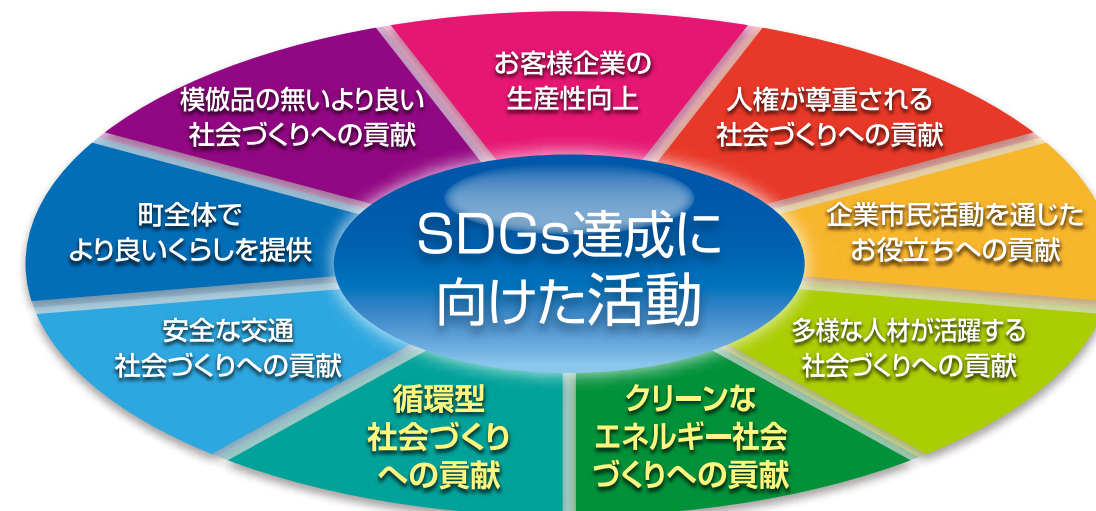 お客様企業の
生産性向上
人権が尊重される
社会づくりへの貢献
企業市民活動を通じた
お役立ちへの貢献
多様な人材が活躍する
社会づくりへの貢献
クリーンな
エネルギー社会
づくりへの貢献
循環型
社会づくり
への貢献
安全な交通
社会づくりへの貢献
町全体で
より良いくらしを提供
模倣品の無いより良い
社会づくりへの貢献
SDGs達成に
向けた活動